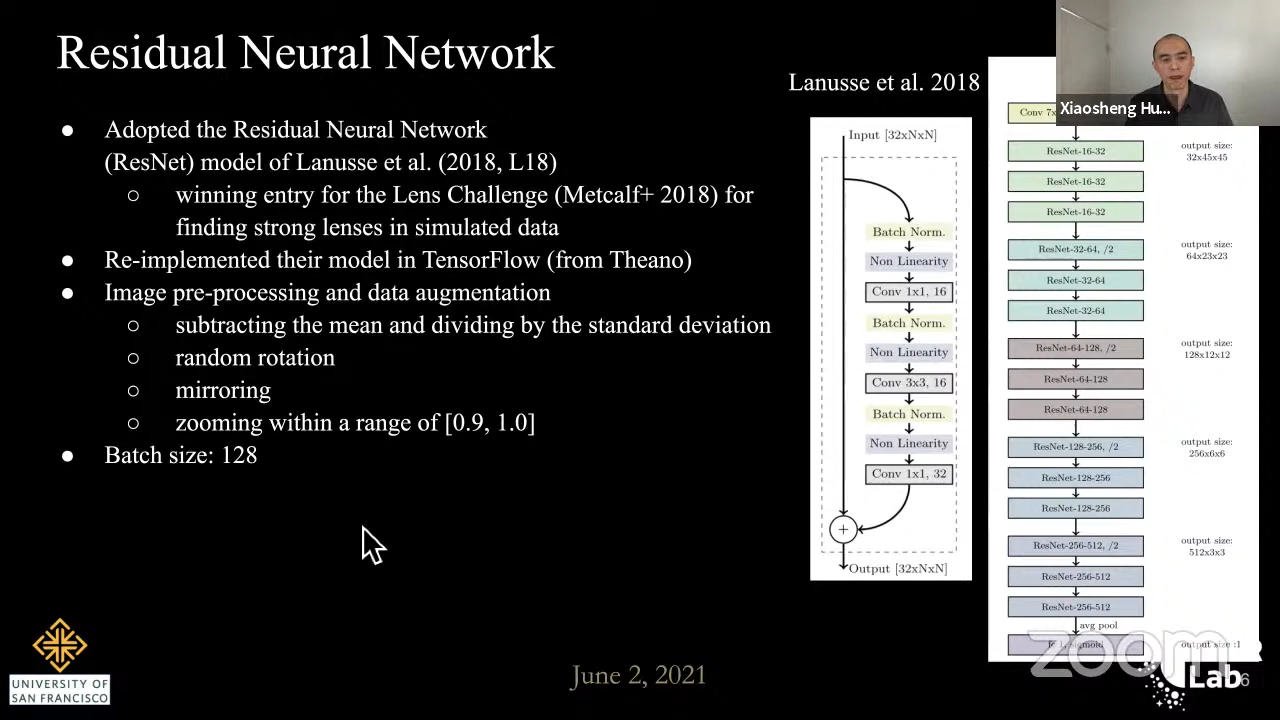 Residual Neural Network
Lanusse et al. 2018
Xiaosheng Hu...
● Adopted the Residual Neural Network
(ResNet) model of Lanusse et al. (2018, L18)
○ winning entry for the Lens Challenge (Metcalf+ 2018) for
finding strong lenses in simulated data
● Re-implemented their model in TensorFlow (from Theano)
● Image pre-processing and data augmentation
○ subtracting the mean and dividing by the standard deviation
○ random rotation
○ mirroring
○ zooming within a range of [0.9, 1.0]
● Batch size: 128
Input [32xNxN]
Batch Norm.
Non Linearity
Conv 1x1, 16
Batch Norm.
Non Linearity
Conv 3x3, 16
Batch Norm.
Non Linearity
Conv 1x1, 32
+
Output [32xNxN]
Conv 7x
ResNet-16-32
output size:
32x45x45
ResNet-16-32
ResNet-16-32
ResNet-32-64, /2
output size:
64x23x23
ResNet-32-64
ResNet-32-64
ResNet-64-128, /2
output size:
128x12x12
ResNet-64-128
ResNet-64-128
ResNet-128-256, /2
output size:
256x6x6
ResNet-128-256
ResNet-128-256
ResNet-256-512, /2
output size:
512x3x3
ResNet-256-512
ResNet-256-512
avg pool
fc 1, sigmoid
output size :1
zoom
Lab
6
UNIVERSITY OF
SAN FRANCISCO
June 2, 2021